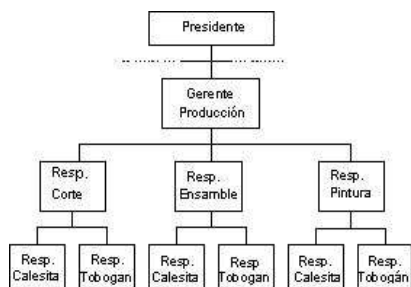 Presidente
Gerente
Producción
Resp.
Corte
Resp.
Ensamble
Resp.
Pintura
Resp.
Calesita
Resp.
Tobogan
Resp.
Calesita
Resp
Tobogan
Resp.
Calesita
Resp.
Tobogán